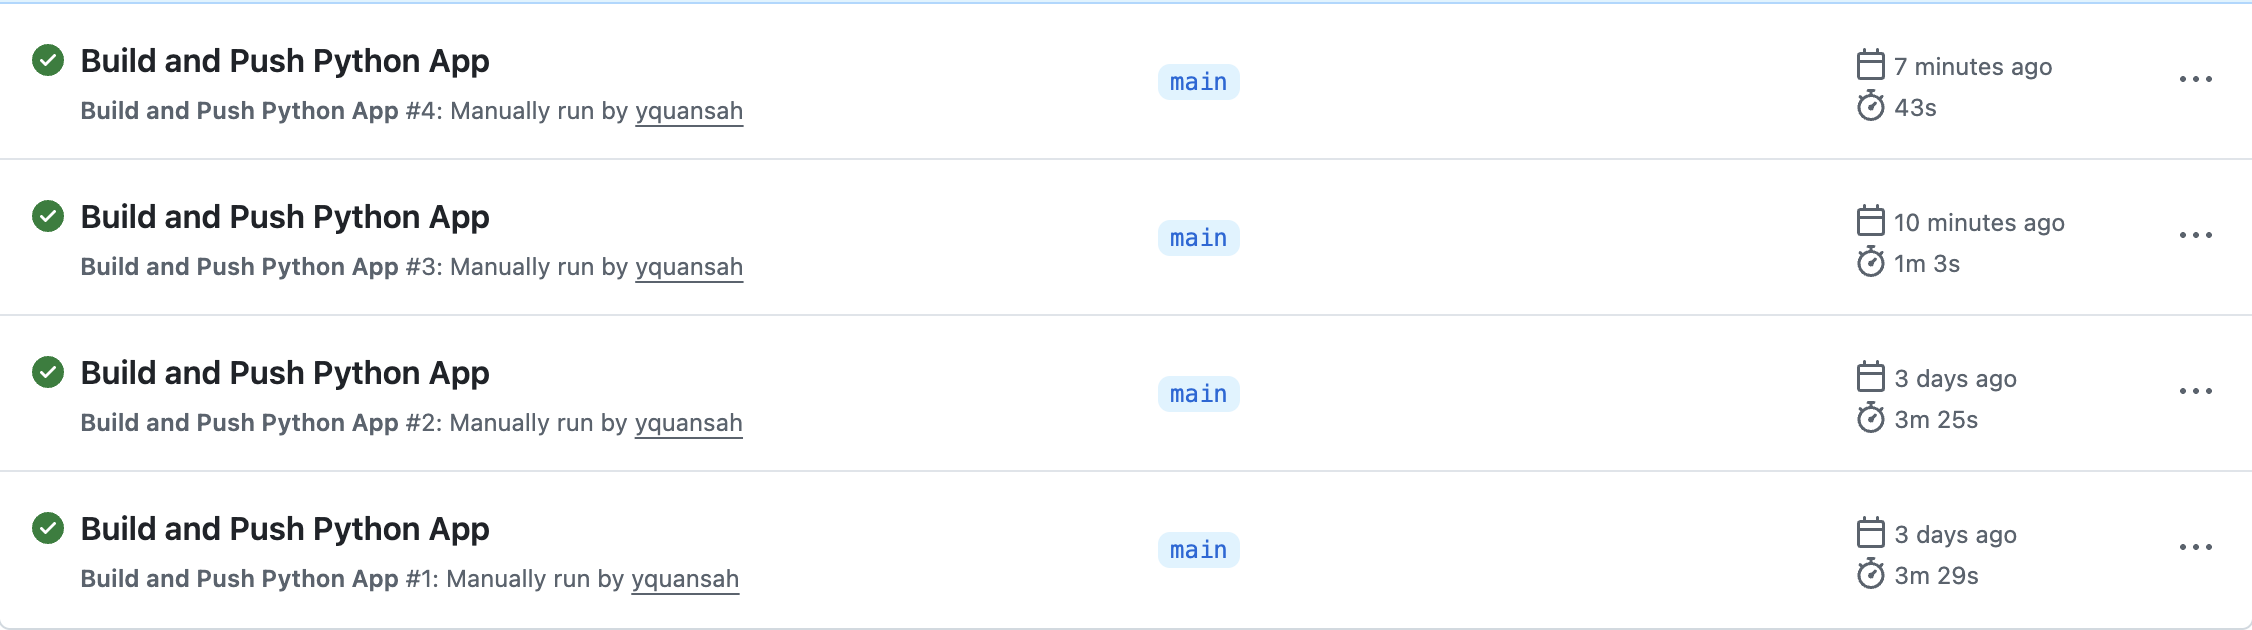 Build and Push Python App
Build and Push Python App #4: Manually run by yquansah
main
7 minutes ago
43s
Build and Push Python App
Build and Push Python App #3: Manually run by yquansah
main
10 minutes ago
1m 3s
Build and Push Python App
Build and Push Python App #2: Manually run by yquansah
main
3 days ago
3m 25s
Build and Push Python App
Build and Push Python App #1: Manually run by yquansah
main
3 days ago
3m 29s